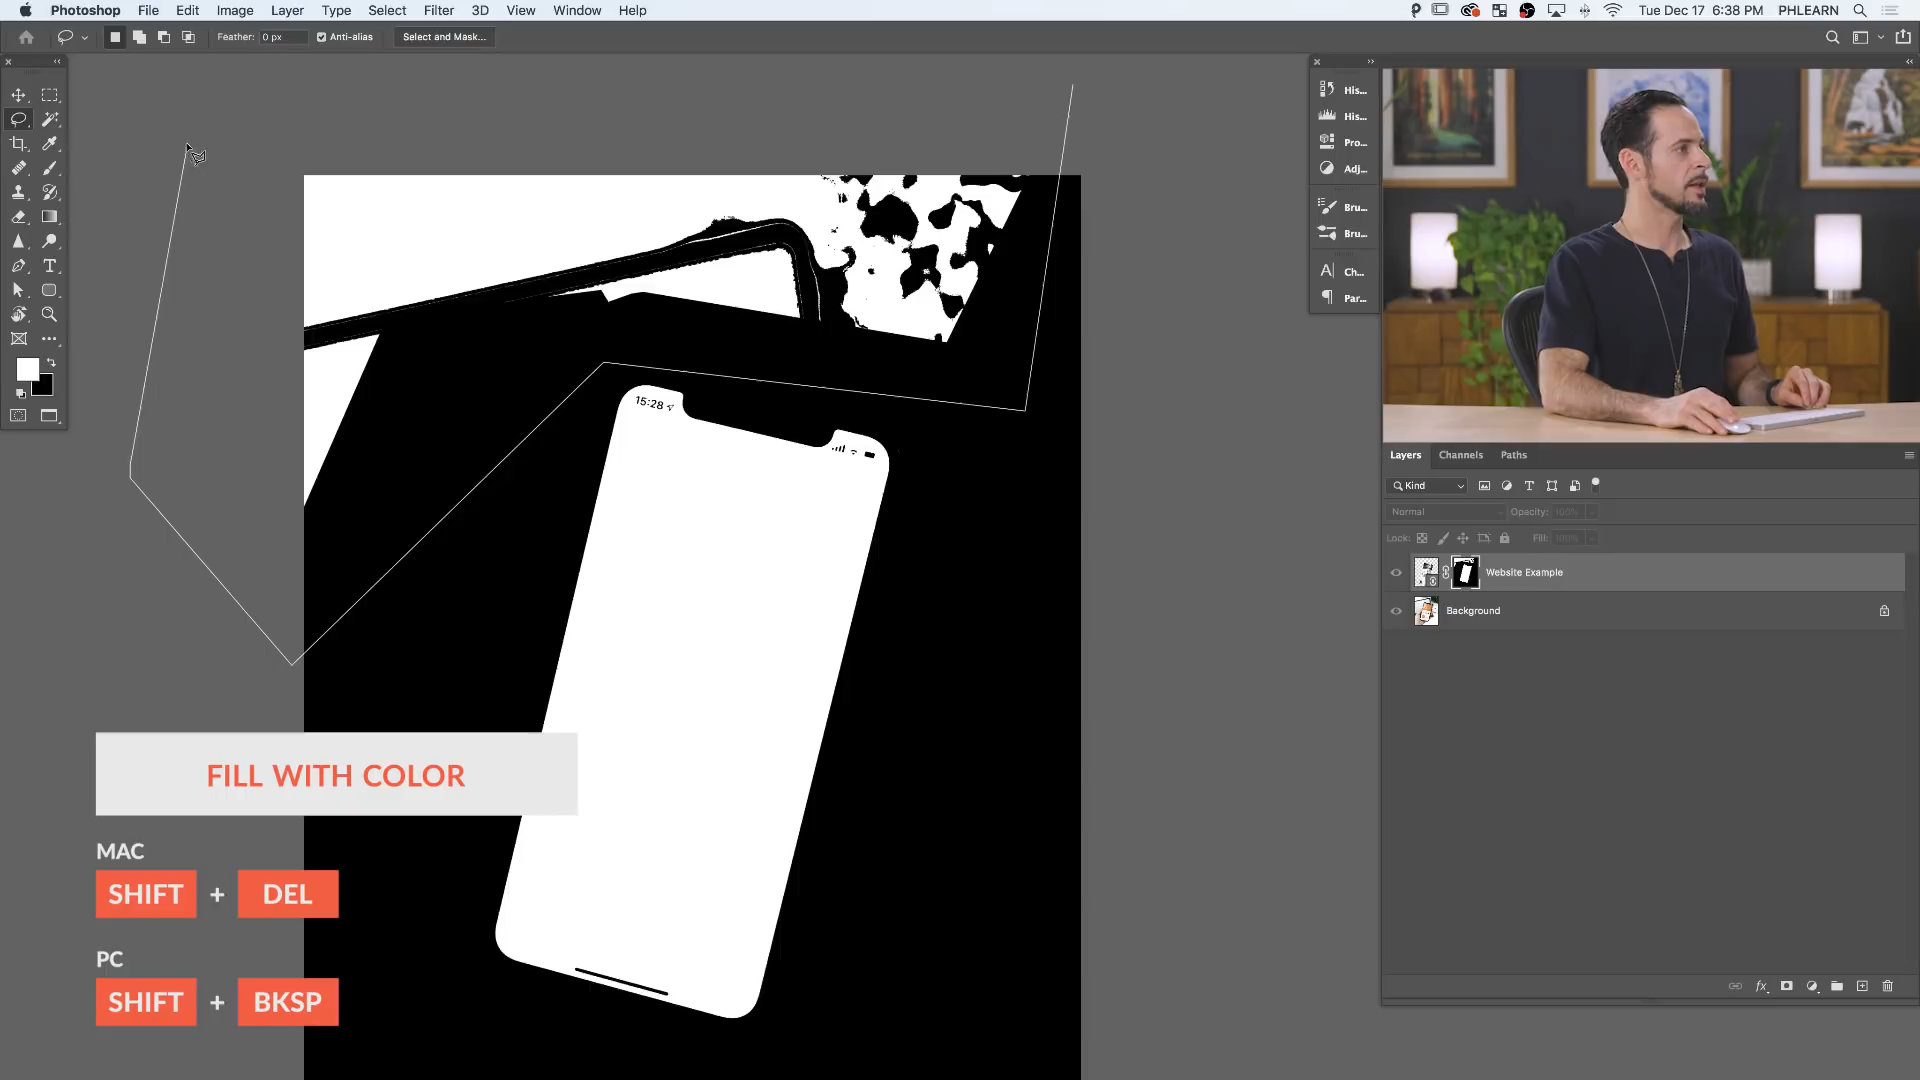 Photoshop File Edit Image Layer Type Select Filter 3D View Window Help Tue Dec 17 6:38 PM PHLEARN
Feather: 0 px Anti-alias Select and Mask...
His...
His...
Pro...
Adj...
Bru...
Bru...
Ch...
Par...
15:28
Layers Channels Paths
Kind
Normal Opacity: 100%
Lock: Fill: 100%
Website Example
Background
FILL WITH COLOR
MAC
SHIFT + DEL
PC
SHIFT + BKSP